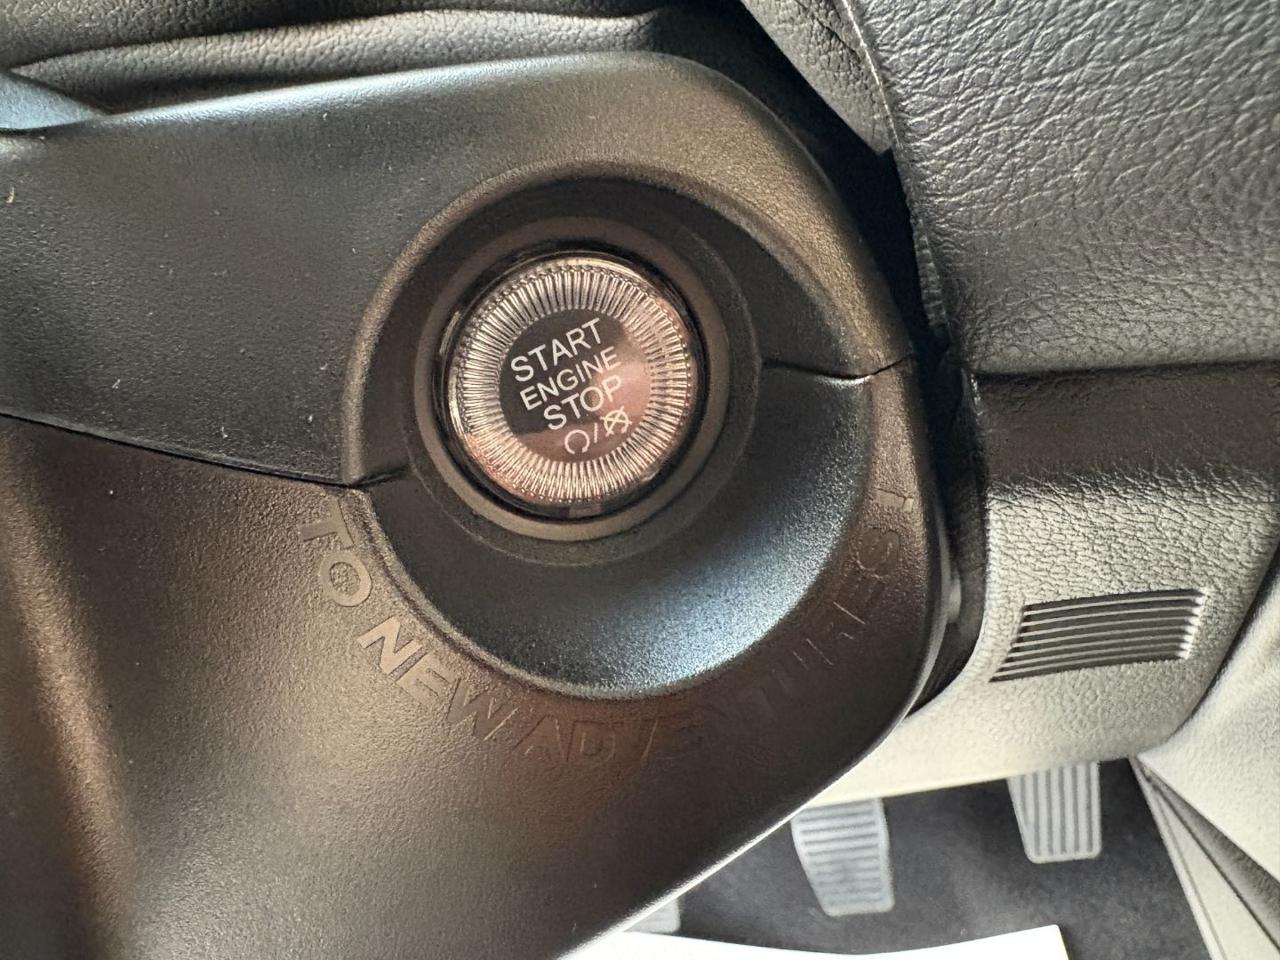 START
ENGINE
STOP
TO NEW ADVENTURES!